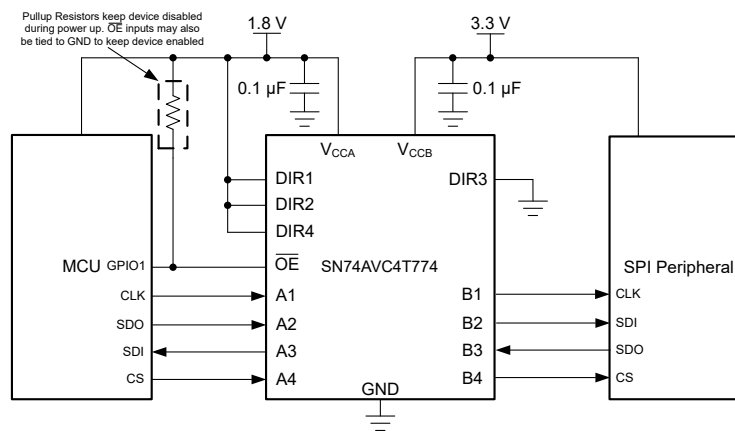 Pullup Resistors keep device disabled
during power up. OE inputs may also
be tied to GND to keep device enabled
1.8 V
3.3 V
0.1 µF
0.1 µF
VCCA
VCCB
DIR1
DIR2
DIR4
DIR3
MCU
GPIO1
OE
SN74AVC4T774
SPI Peripheral
CLK
A1
B1
CLK
SDO
A2
B2
SDI
SDI
A3
B3
SDO
CS
A4
B4
CS
GND